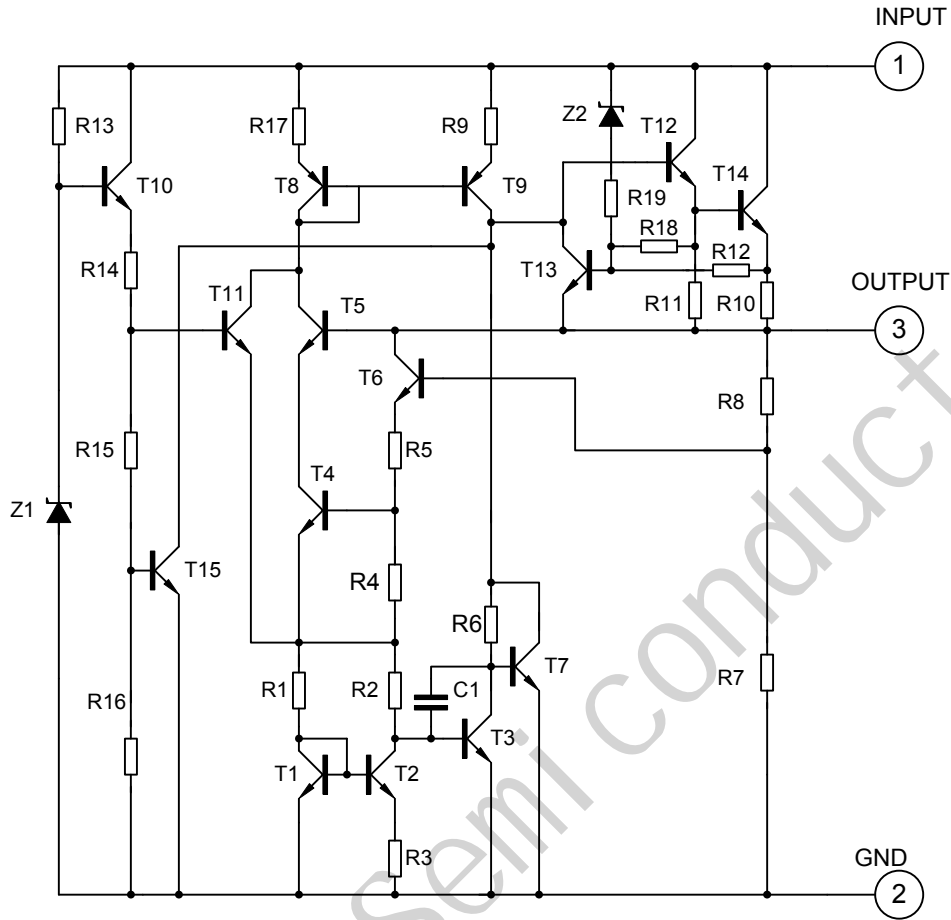 INPUT
1
R13
R17
R9
Z2
T12
T10
T8
T9
T14
R19
R18
R12
R14
T11
T13
T5
R11
R10
OUTPUT
3
T6
R8
R15
R5
T4
Z1
T15
R4
R6
T7
R7
R16
R1
R2
C1
T3
T1
T2
R3
GND
2
Semi conduct